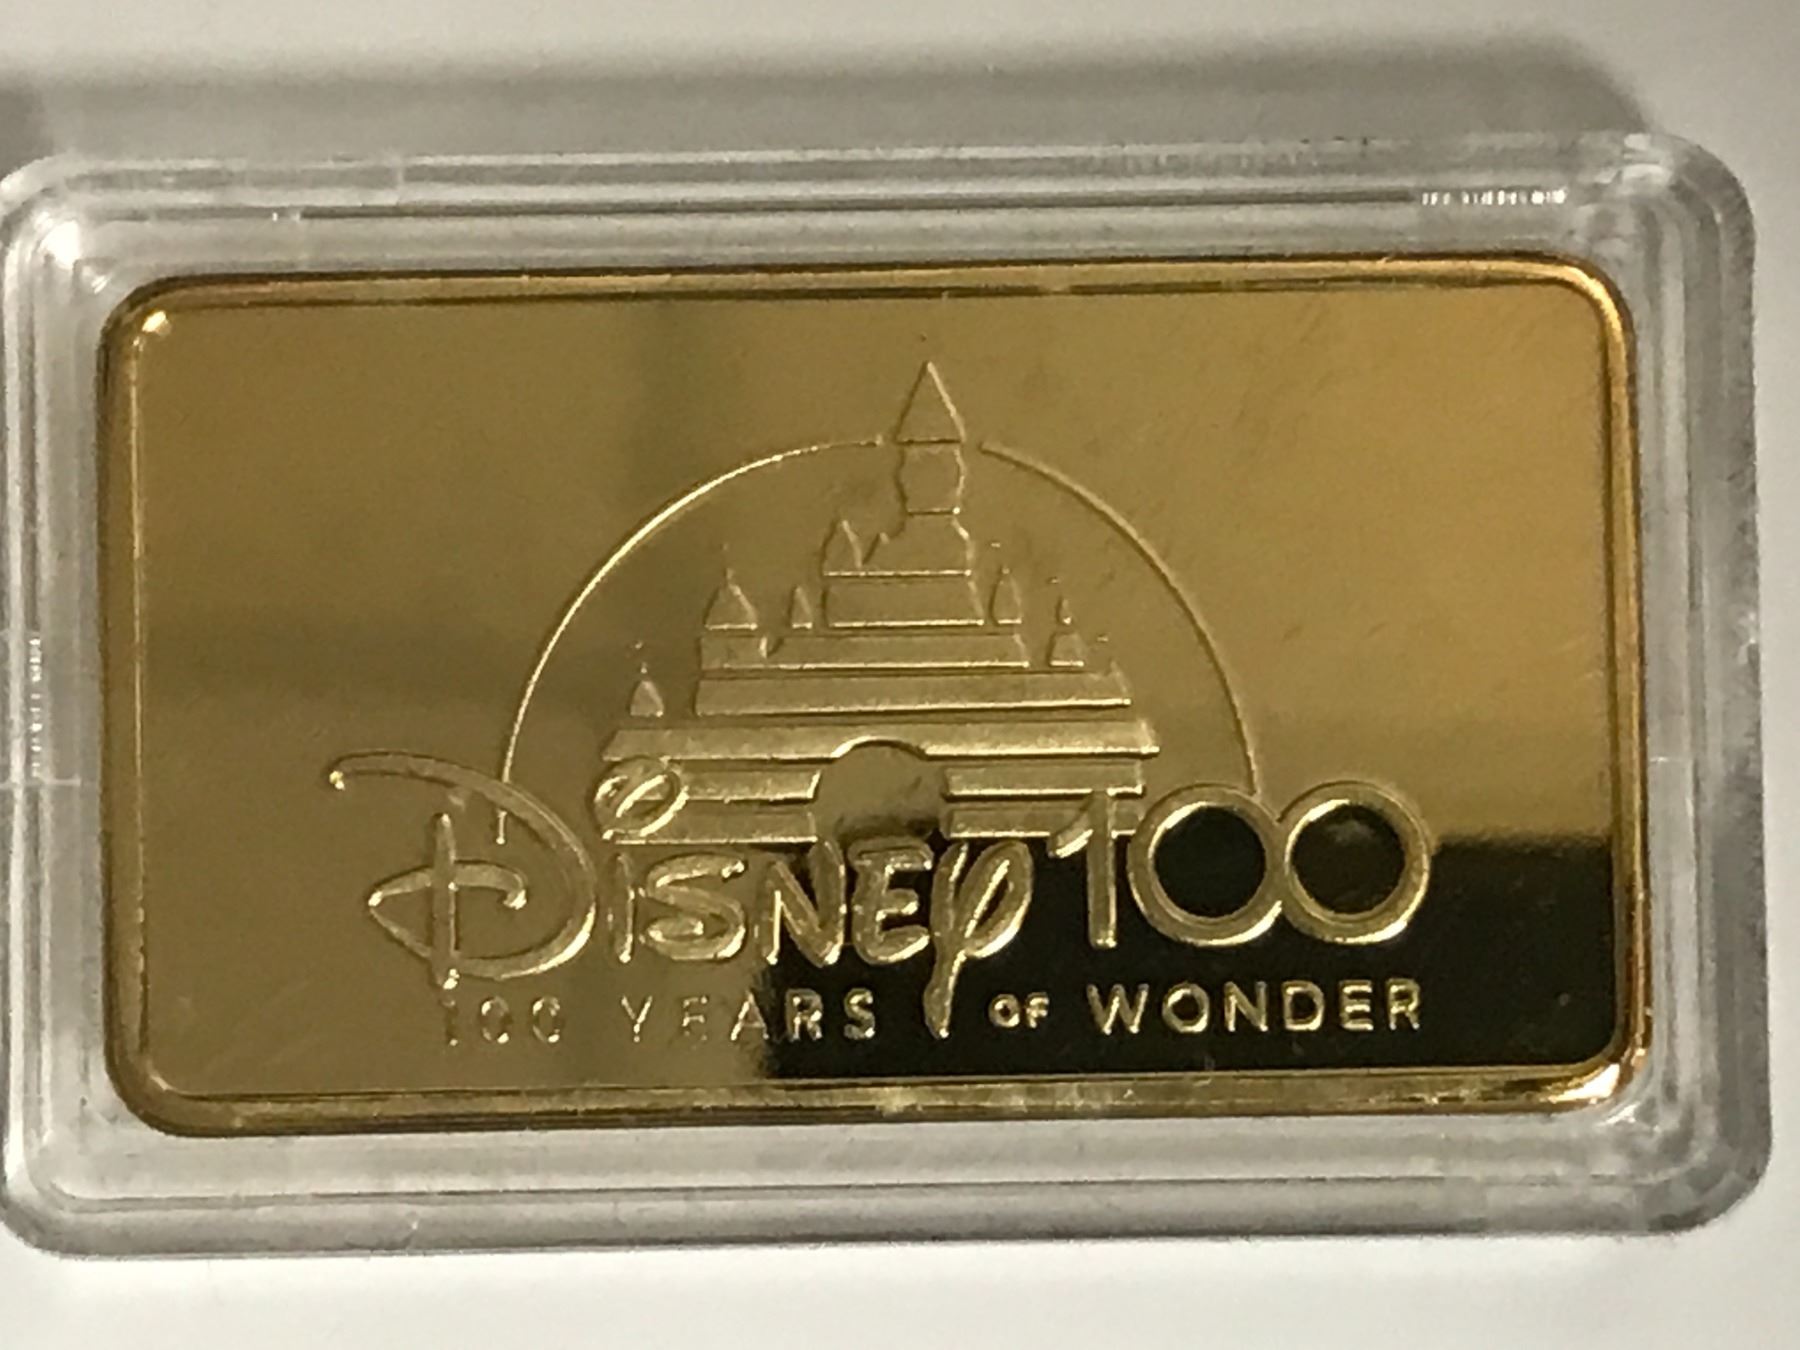 Disney100
100 YEARS OF WONDER